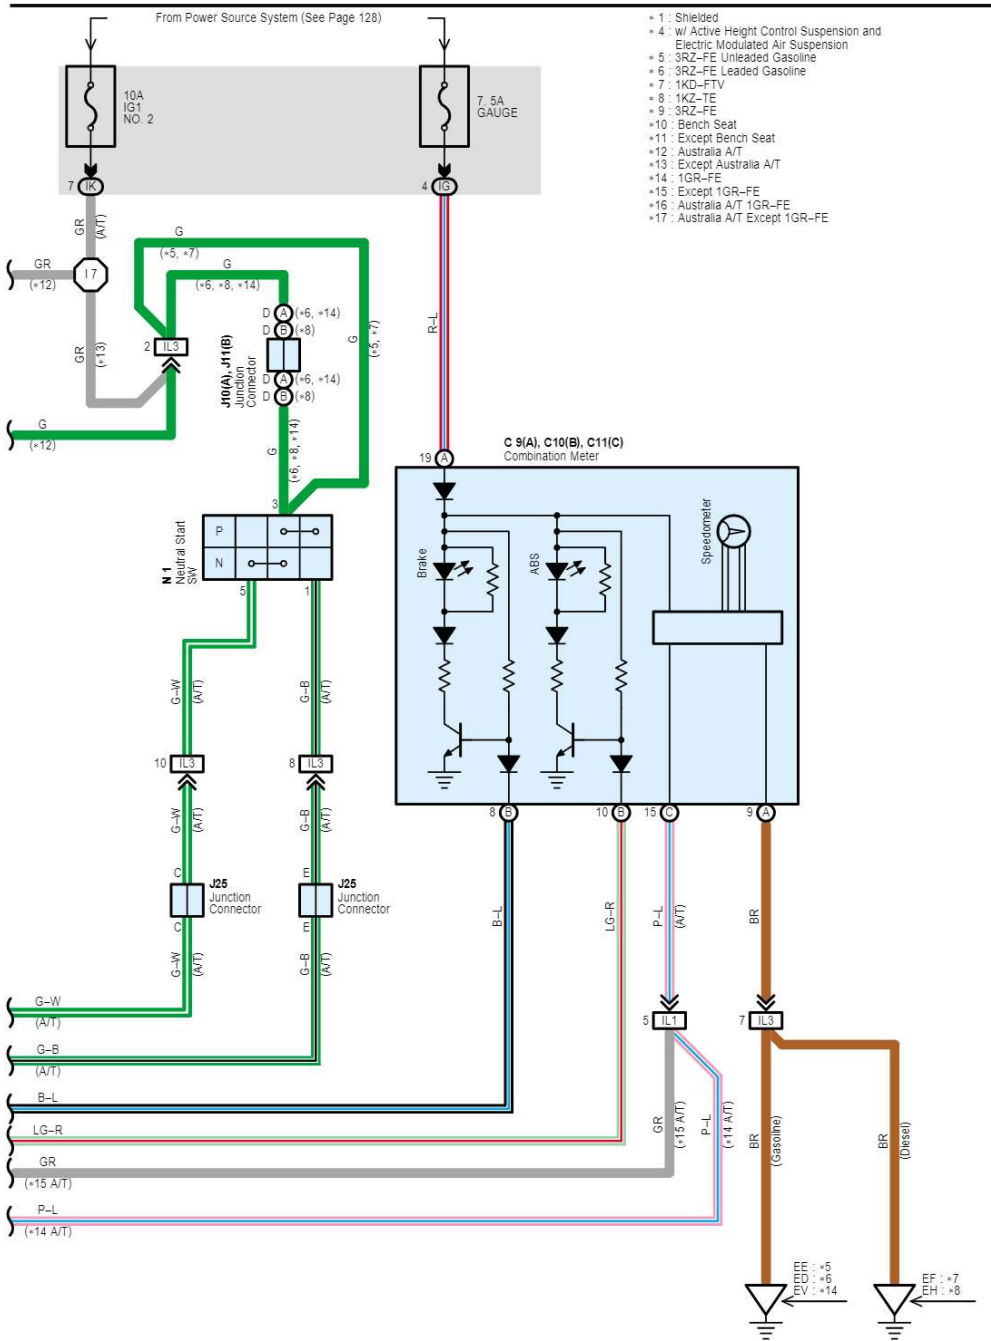 From Power Source System (See Page 128)
* 1 : Shielded
* 4 : w/ Active Height Control Suspension and
Electric Modulated Air Suspension
* 5 : 3RZ–FE Unleaded Gasoline
* 6 : 3RZ–FE Leaded Gasoline
* 7 : 1KD–FTV
* 8 : 1KZ–TE
* 9 : 3RZ–FE
*10 : Bench Seat
*11 : Except Bench Seat
*12 : Australia A/T
*13 : Except Australia A/T
*14 : 1GR–FE
*15 : Except 1GR–FE
*16 : Australia A/T 1GR–FE
*17 : Australia A/T Except 1GR–FE
10A
IG1
NO. 2
7. 5A
GAUGE
7 IK
4 IG
GR
(A/T)
G
(*5, *7)
GR
(*12)
I7
G
(*6, *8, *14)
D A (*6, *14)
D B (*8)
R–L
G
(*5, *7)
GR
(*13)
2 IL3
J10(A), J11(B)
Junction
Connector
D A (*6, *14)
D B (*8)
G
(*12)
G
(*6, *8, *14)
C 9(A), C10(B), C11(C)
Combination Meter
19 A
3
N 1
Neutral Start
SW
P
N
5
1
Brake
ABS
Speedometer
G–W
(A/T)
G–B
(A/T)
10 IL3
8 IL3
G–W
(A/T)
G–B
(A/T)
8 B
10 B
15 C
9 A
C
J25
Junction
Connector
C
E
J25
Junction
Connector
E
B–L
LG–R
P–L
(A/T)
BR
G–W
(A/T)
G–B
(A/T)
G–W
(A/T)
5 IL1
7 IL3
G–B
(A/T)
B–L
LG–R
GR
(*15 A/T)
P–L
(*14 A/T)
GR
(*15 A/T)
P–L
(*14 A/T)
BR
(Gasoline)
BR
(Diesel)
EE : *5
ED : *6
EV : *14
EF : *7
EH : *8